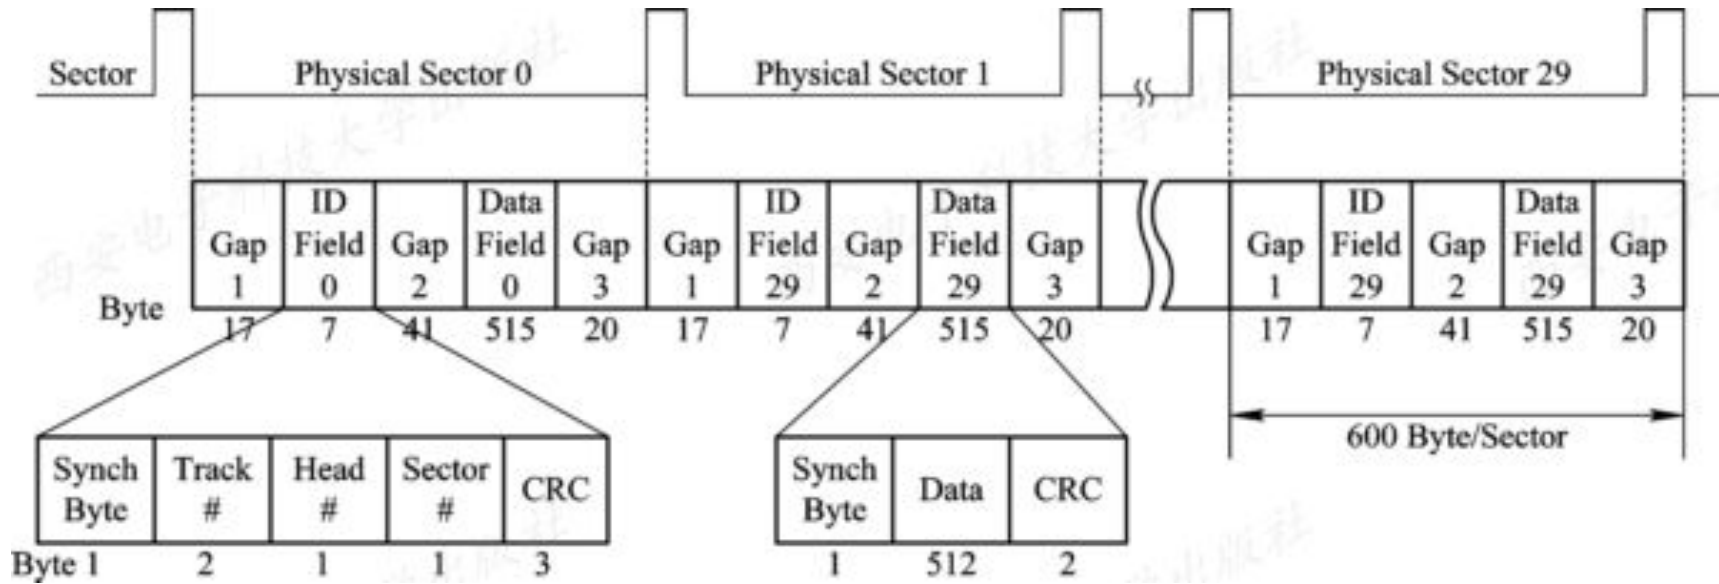 Sector
Physical Sector 0
Physical Sector 1
Physical Sector 29
Gap 1
ID Field 0
Gap 2
Data Field 0
Gap 3
Gap 1
ID Field 29
Gap 2
Data Field 29
Gap 3
Gap 1
ID Field 29
Gap 2
Data Field 29
Gap 3
Byte
17 7 41 515 20 17 7 41 515 20 17 7 41 515 20
600 Byte/Sector
Synch Byte
Track #
Head #
Sector #
CRC
Synch Byte
Data
CRC
Byte 1 2 1 1 3
1 512 2